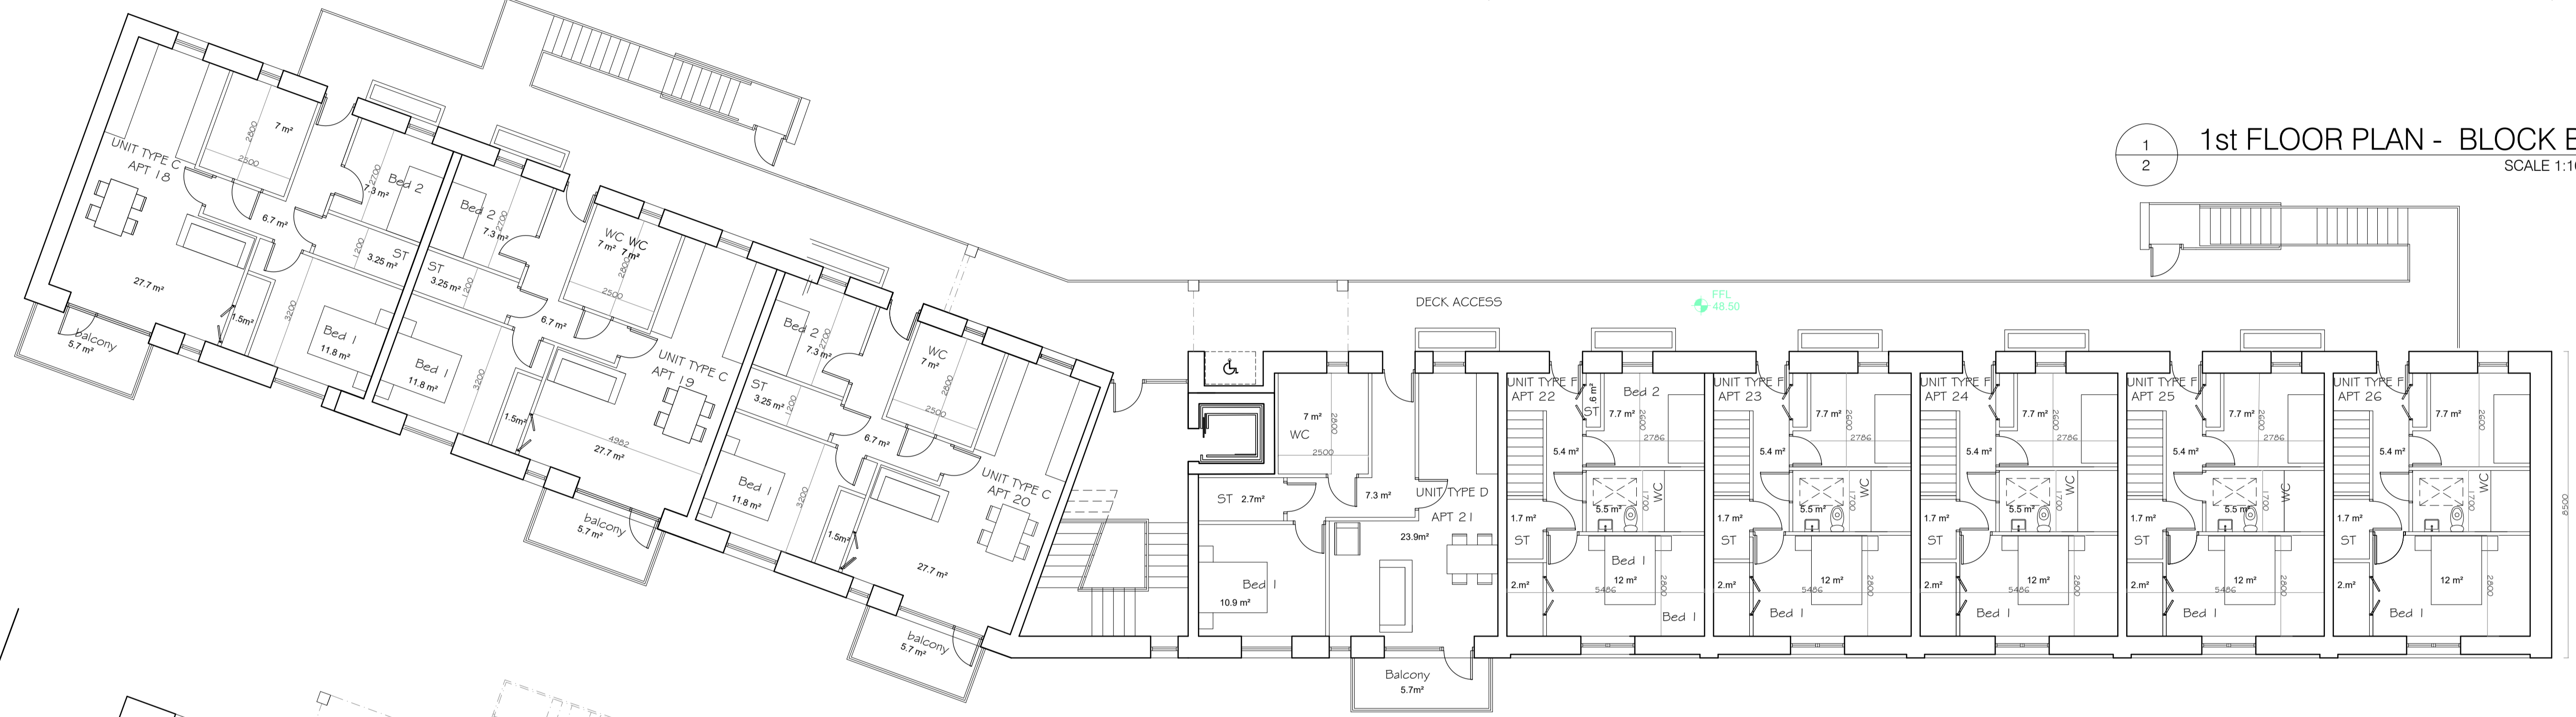 1
2
1st FLOOR PLAN - BLOCK B
SCALE 1:10
UNIT TYPE C
APT 18
7 m²
2800
2500
Bed 2
2700
7.3 m²
6.7 m²
1200
ST
3.25 m²
27.7 m²
1.5m²
3200
Bed 1
11.8 m²
balcony
5.7 m²
Bed 2
2700
7.3 m²
ST
3.25 m²
1200
WC WC
7 m² 7 m²
2800
2500
6.7 m²
Bed 1
11.8 m²
3200
UNIT TYPE C
APT 19
1.5m²
4982
27.7 m²
balcony
5.7 m²
Bed 2
2700
7.3 m²
ST
3.25 m²
1200
WC
7 m²
2800
2500
6.7 m²
Bed 1
11.8 m²
3200
UNIT TYPE C
APT 20
1.5m²
27.7 m²
balcony
5.7 m²
DECK ACCESS
FFL
48.50
7 m²
2800
WC
2500
ST 2.7m²
7.3 m²
UNIT TYPE D
APT 21
23.9m²
Bed 1
10.9 m²
Balcony
5.7m²
UNIT TYPE F
APT 22
.6 m²
ST
Bed 2
7.7 m²
2600
2786
5.4 m²
WC
1700
5.5 m²
1.7 m²
ST
Bed 1
12 m²
2800
2.m²
5486
Bed 1
UNIT TYPE F
APT 23
7.7 m²
2600
2786
5.4 m²
WC
1700
5.5 m²
1.7 m²
ST
12 m²
2800
2.m²
5486
Bed 1
UNIT TYPE F
APT 24
7.7 m²
2600
2786
5.4 m²
WC
1700
5.5 m²
1.7 m²
ST
12 m²
2800
2.m²
5486
Bed 1
UNIT TYPE F
APT 25
7.7 m²
2600
2786
5.4 m²
WC
1700
5.5 m²
1.7 m²
ST
12 m²
2800
2.m²
5486
Bed 1
UNIT TYPE F
APT 26
7.7 m²
2600
5.4 m²
WC
1700
1.7 m²
ST
12 m²
2800
2.m²
Bed 1
8500